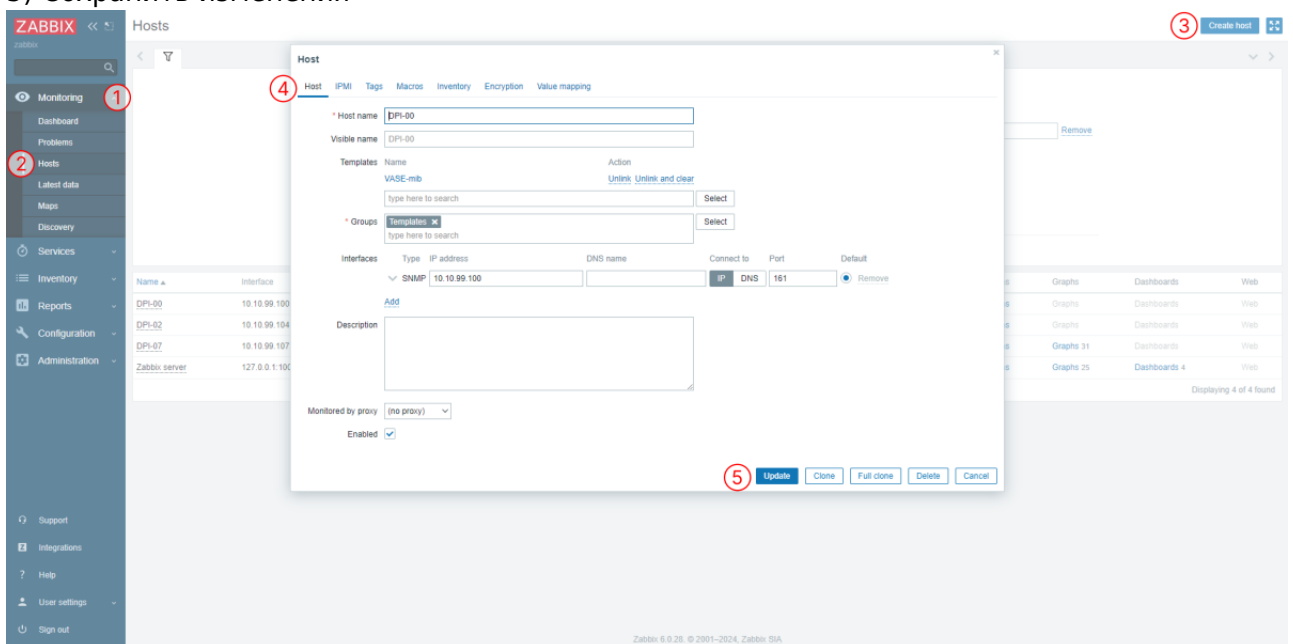 ZABBIX
Hosts
3
Create host
zabbix
Host
4
Host IPMI Tags Macros Inventory Encryption Value mapping
Monitoring
1
Dashboard
Problems
2
Hosts
Latest data
Maps
Discovery
Services
Inventory
Reports
Configuration
Administration
Support
Integrations
Help
User settings
Sign out
* Host name DPI-00
Visible name DPI-00
Templates Name Action
VASE-mib Unlink Unlink and clear
type here to search Select
* Groups Templates Select
type here to search
Interfaces Type IP address DNS name Connect to Port Default
SNMP 10.10.99.100 IP DNS 161 Remove
Add
Description
Monitored by proxy (no proxy)
Enabled
5
Update Clone Full clone Delete Cancel
Remove
Name Interface Graphs Dashboards Web
DPI-00 10.10.99.100 Graphs Dashboards Web
DPI-02 10.10.99.104 Graphs Dashboards Web
DPI-07 10.10.99.107 Graphs 31 Dashboards Web
Zabbix server 127.0.0.1:100 Graphs 25 Dashboards 4 Web
Displaying 4 of 4 found
Zabbix 6.0.28. © 2001–2024, Zabbix SIA